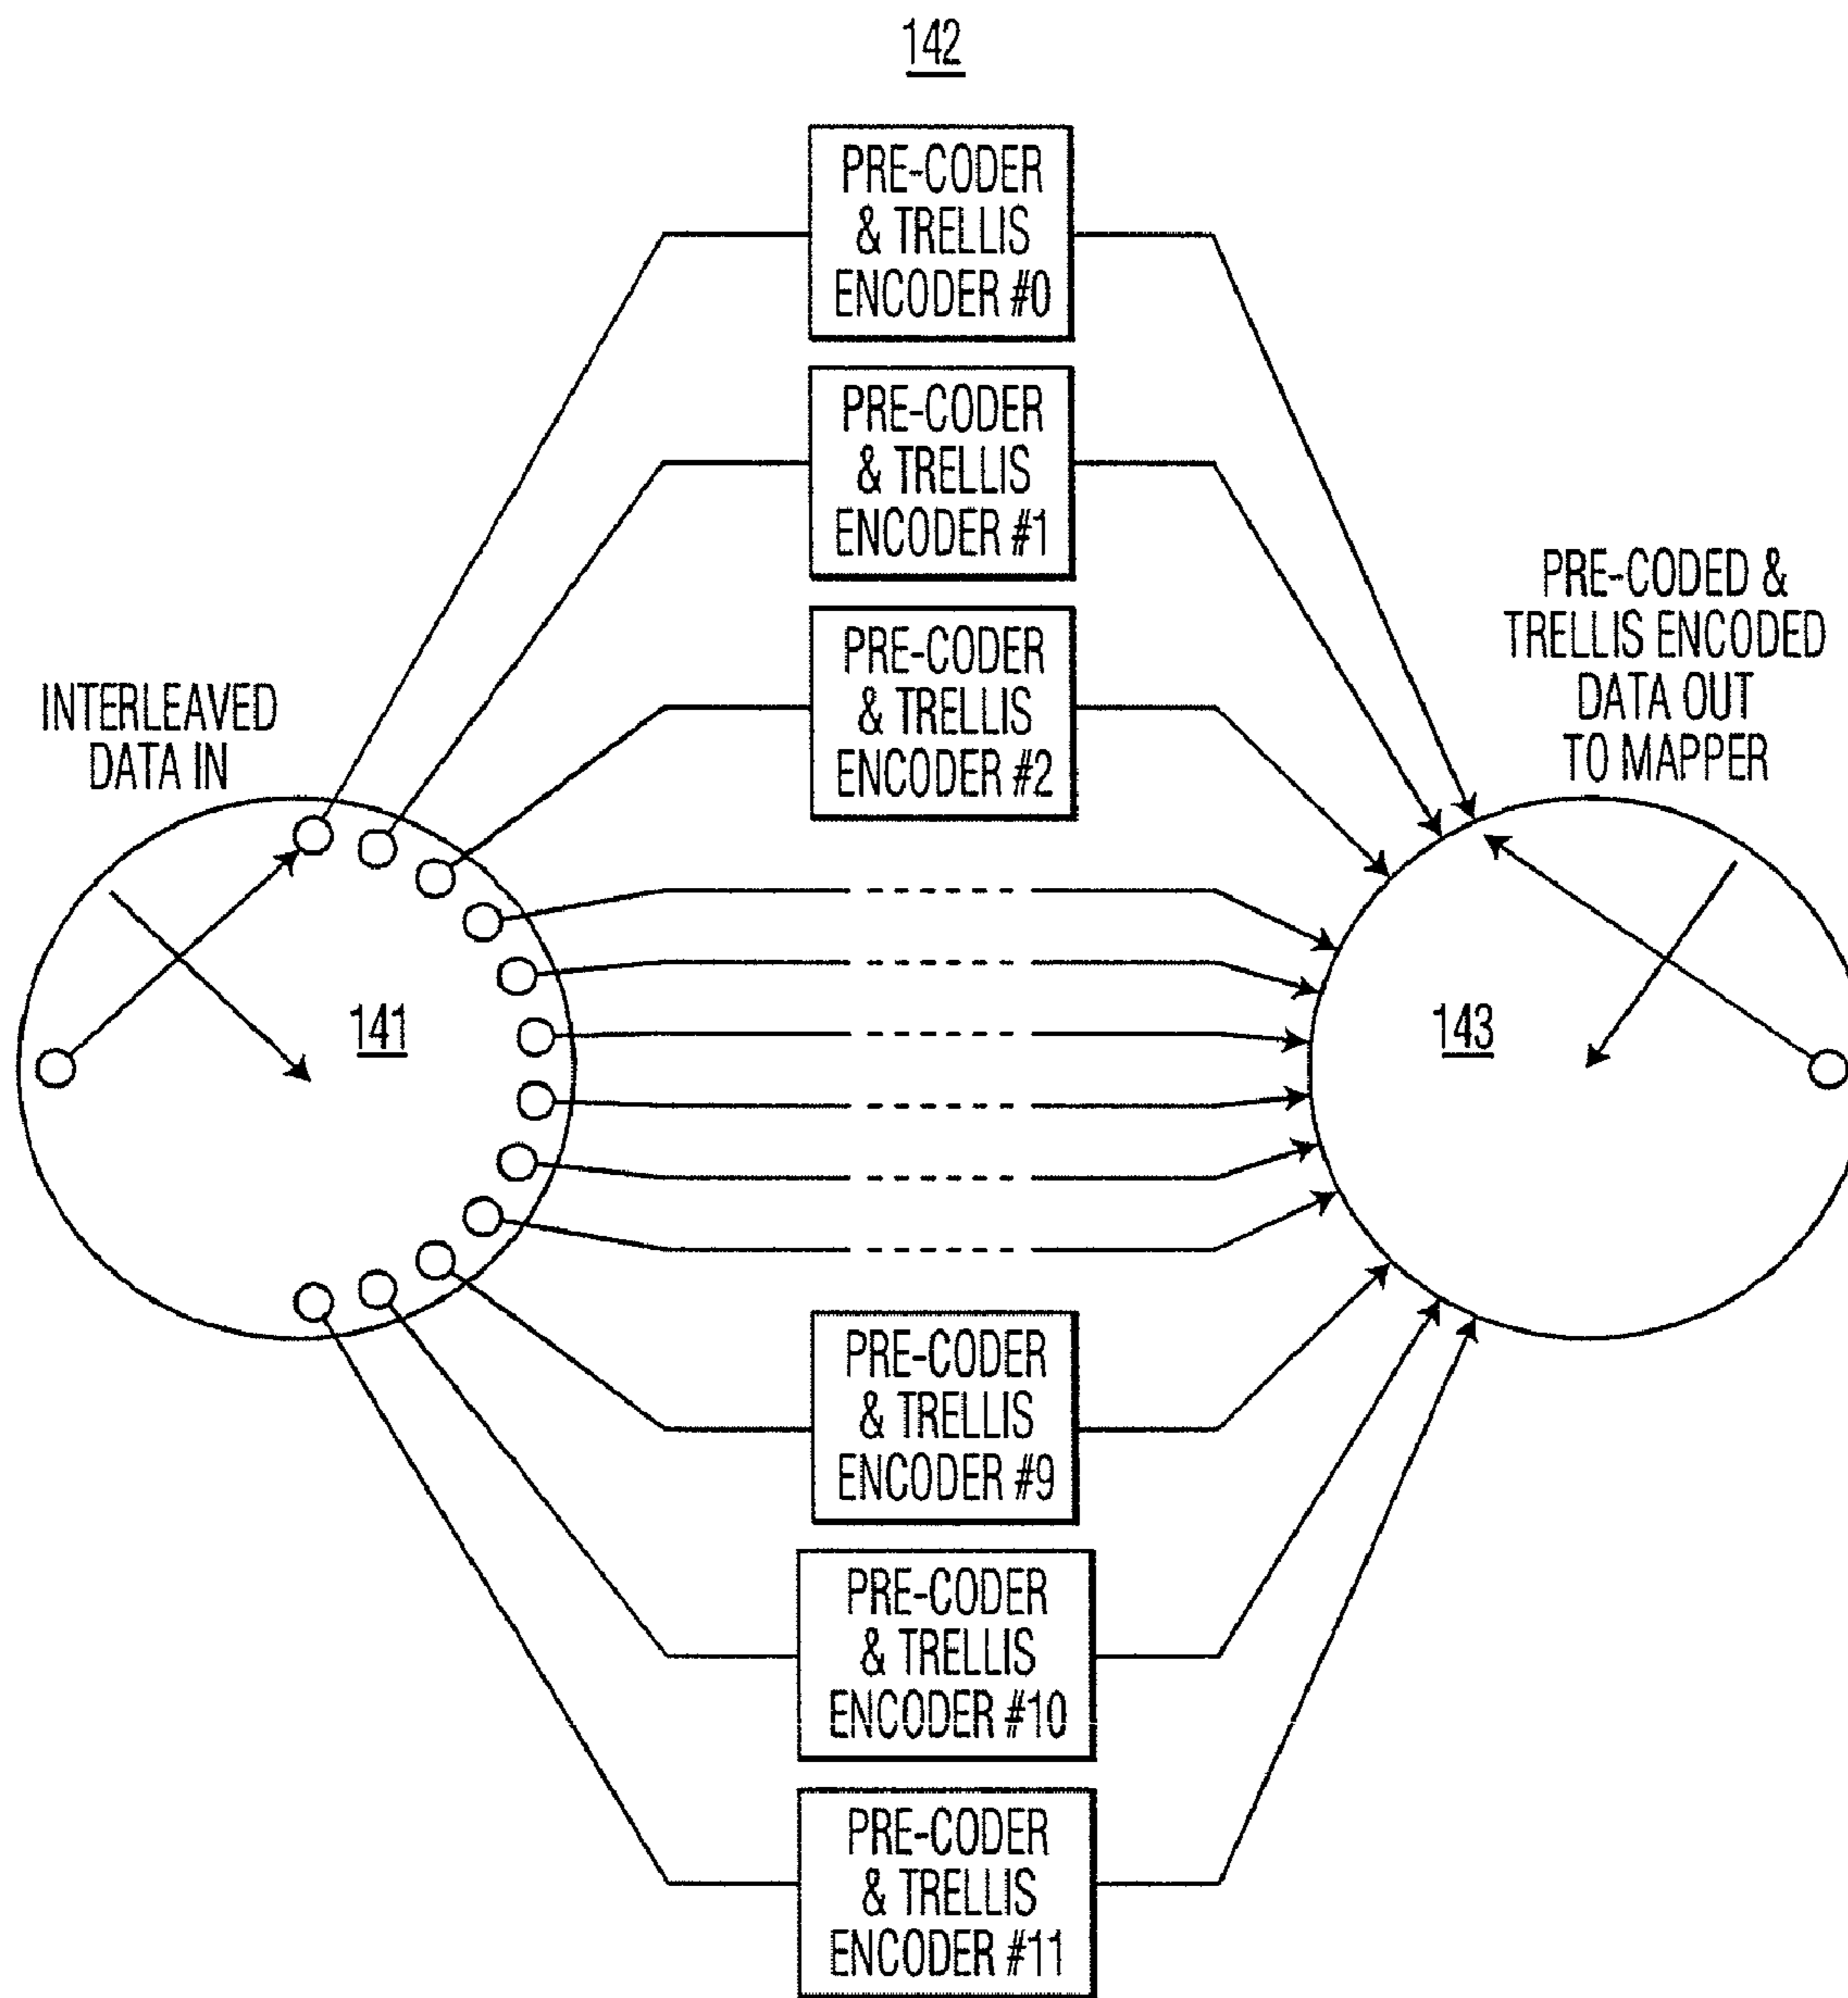 142
PRE-CODER
& TRELLIS
ENCODER #0
PRE-CODER
& TRELLIS
ENCODER #1
PRE-CODER
& TRELLIS
ENCODER #2
INTERLEAVED
DATA IN
PRE-CODED &
TRELLIS ENCODED
DATA OUT
TO MAPPER
141
143
PRE-CODER
& TRELLIS
ENCODER #9
PRE-CODER
& TRELLIS
ENCODER #10
PRE-CODER
& TRELLIS
ENCODER #11